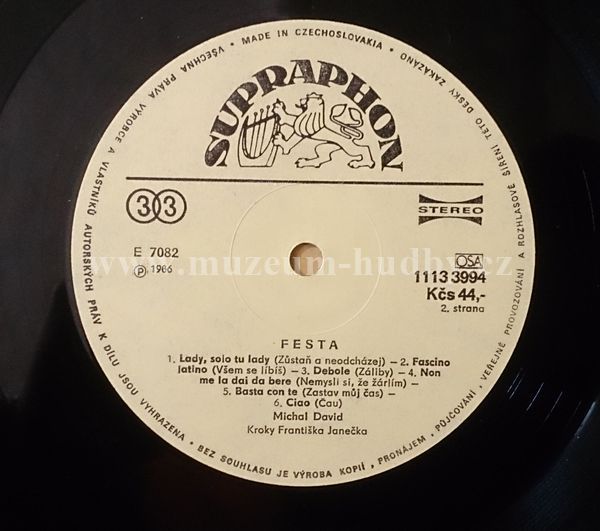 • MADE IN CZECHOSLOVAKIA • VŠECHNA PRÁVA VÝROBCE A VLASTNÍKŮ AUTORSKÝCH PRÁV K DÍLU JSOU VYHRAZENA • BEZ SOUHLASU JE VÝROBA KOPIÍ, PRONÁJEM, PŮJČOVÁNÍ, VEŘEJNÉ PROVOZOVÁNÍ A ROZHLASOVÉ ŠÍŘENÍ TÉTO DESKY ZAKÁZÁNO
SUPRAPHON
33
STEREO
E 7082
℗ 1986
OSA
1113 3994
Kčs 44,-
2. strana
www.muzeum-hudby.cz
FESTA
1. Lady, solo tu lady (Zůstaň a neodcházej) – 2. Fascino
latino (Všem se líbíš) – 3. Debole (Záliby) – 4. Non
me la dai da bere (Nemysli si, že žárlím) –
5. Basta con te (Zastav můj čas) –
6. Ciao (Čau)
Michal David
Kroky Františka Janečka